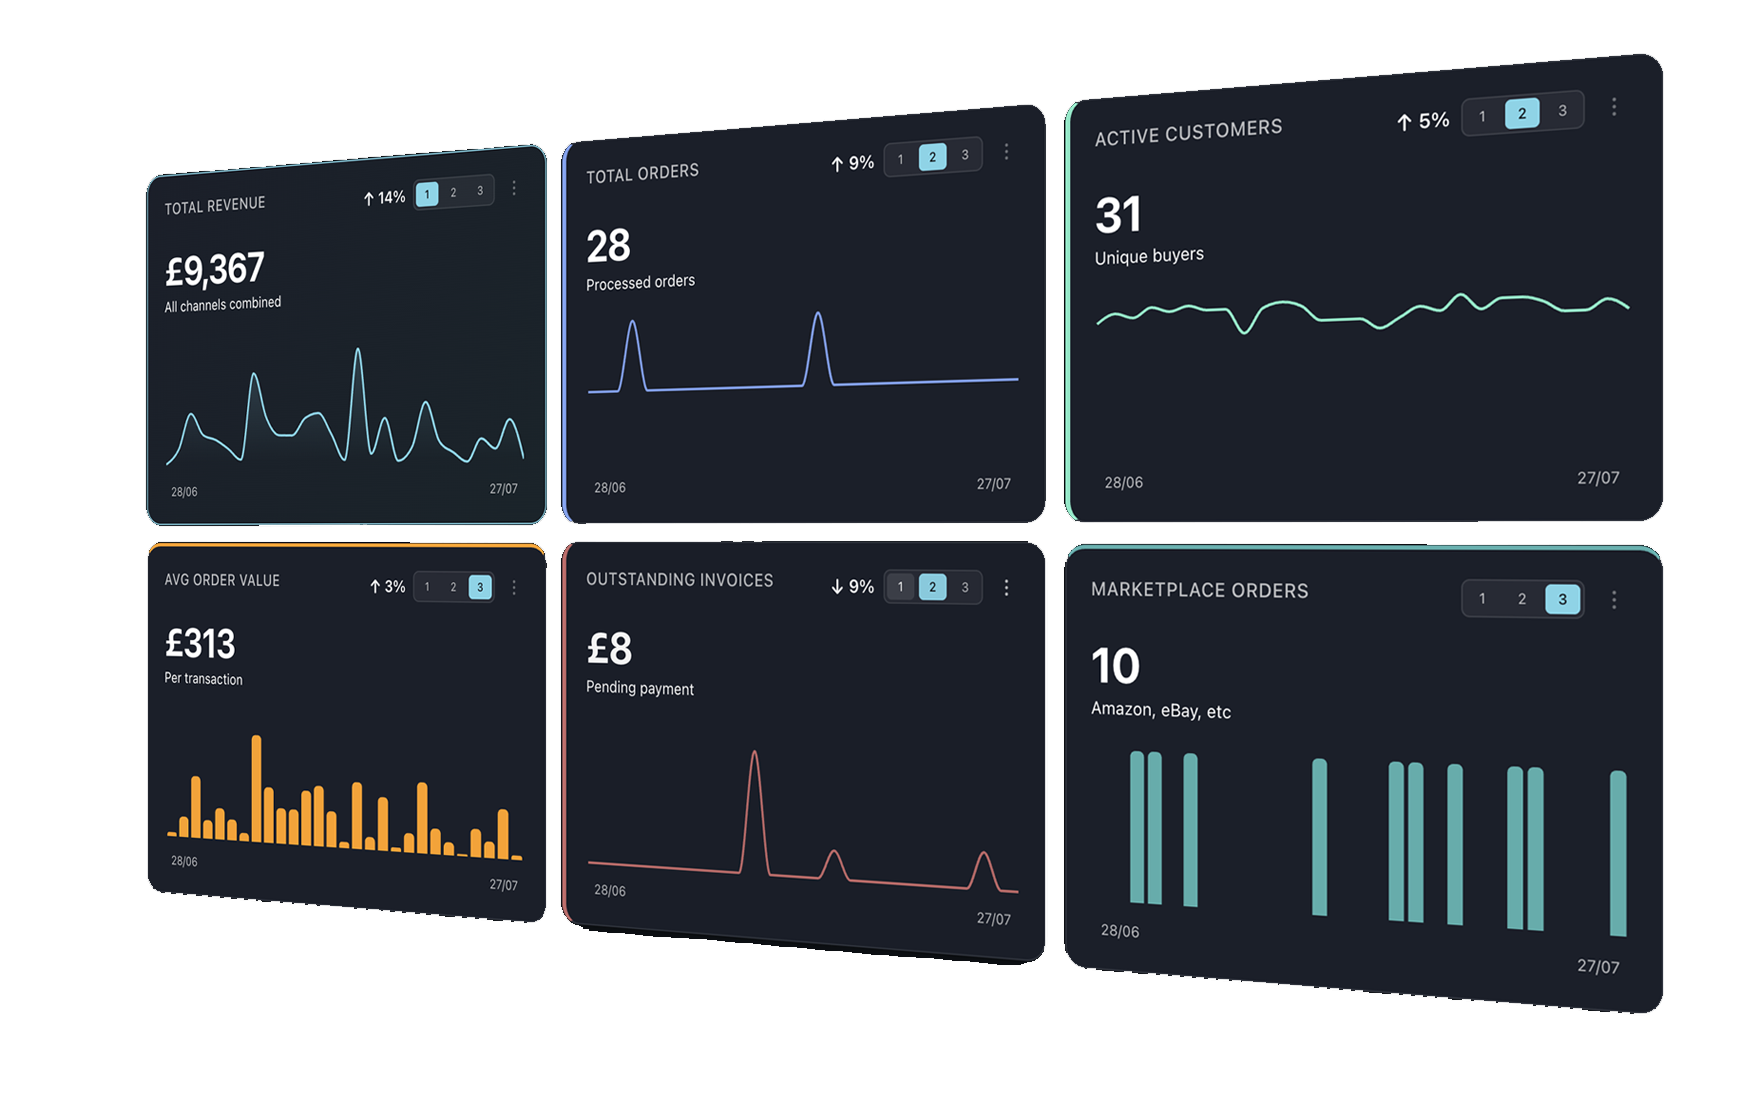 TOTAL REVENUE
↑ 14%
1 2 3
£9,367
All channels combined
28/06
27/07
TOTAL ORDERS
↑ 9%
1 2 3
28
Processed orders
28/06
27/07
ACTIVE CUSTOMERS
↑ 5%
1 2 3
31
Unique buyers
28/06
27/07
AVG ORDER VALUE
↑ 3%
1 2 3
£313
Per transaction
28/06
27/07
OUTSTANDING INVOICES
↓ 9%
1 2 3
£8
Pending payment
28/06
27/07
MARKETPLACE ORDERS
1 2 3
10
Amazon, eBay, etc
28/06
27/07